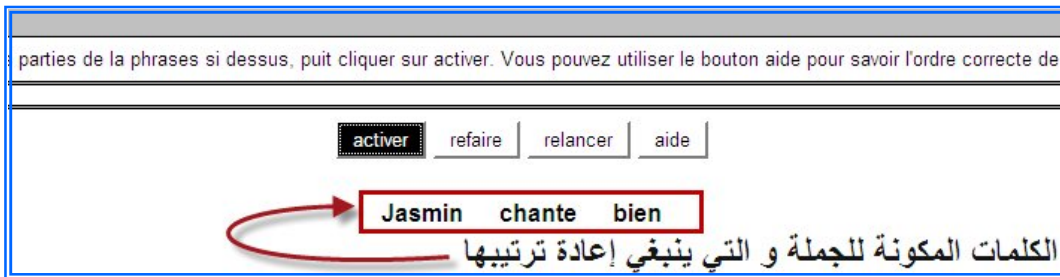 parties de la phrases si dessus, puit cliquer sur activer. Vous pouvez utiliser le bouton aide pour savoir l'ordre correcte de
activer refaire relancer aide
Jasmin chante bien
الكلمات المكونة للجملة و التي ينبغي إعادة ترتيبها